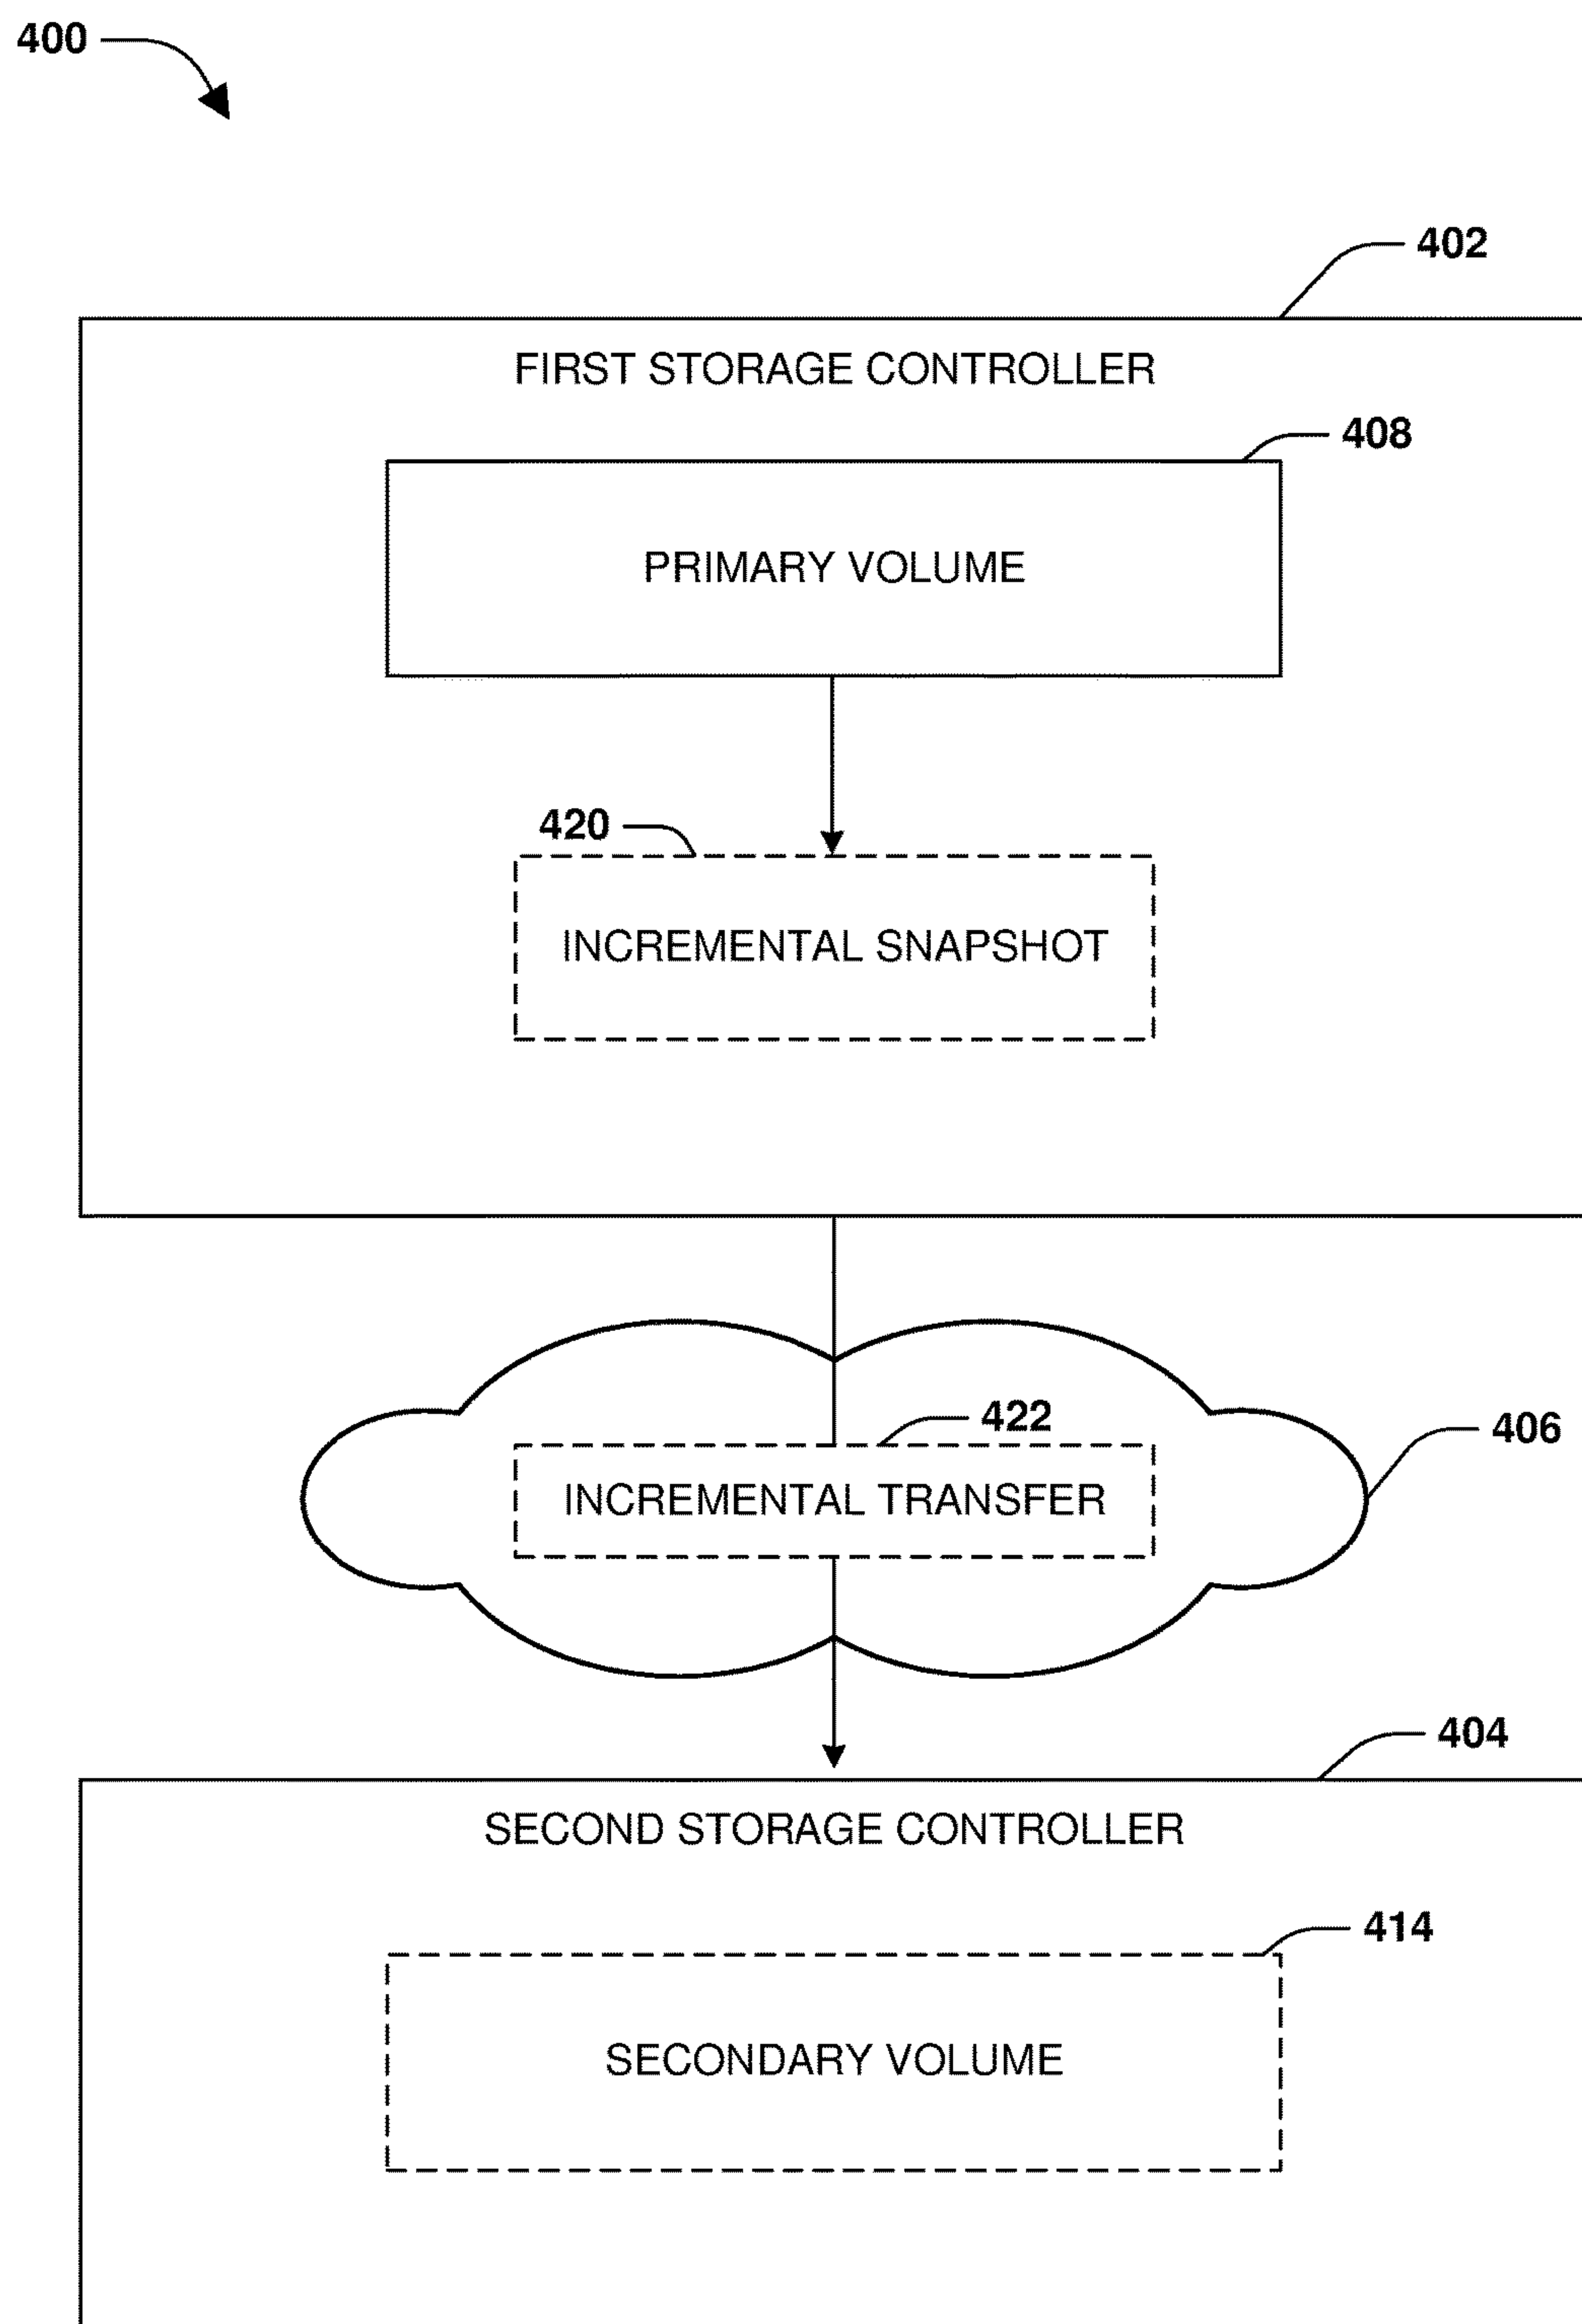 400
402
FIRST STORAGE CONTROLLER
408
PRIMARY VOLUME
420
INCREMENTAL SNAPSHOT
422
406
INCREMENTAL TRANSFER
404
SECOND STORAGE CONTROLLER
414
SECONDARY VOLUME